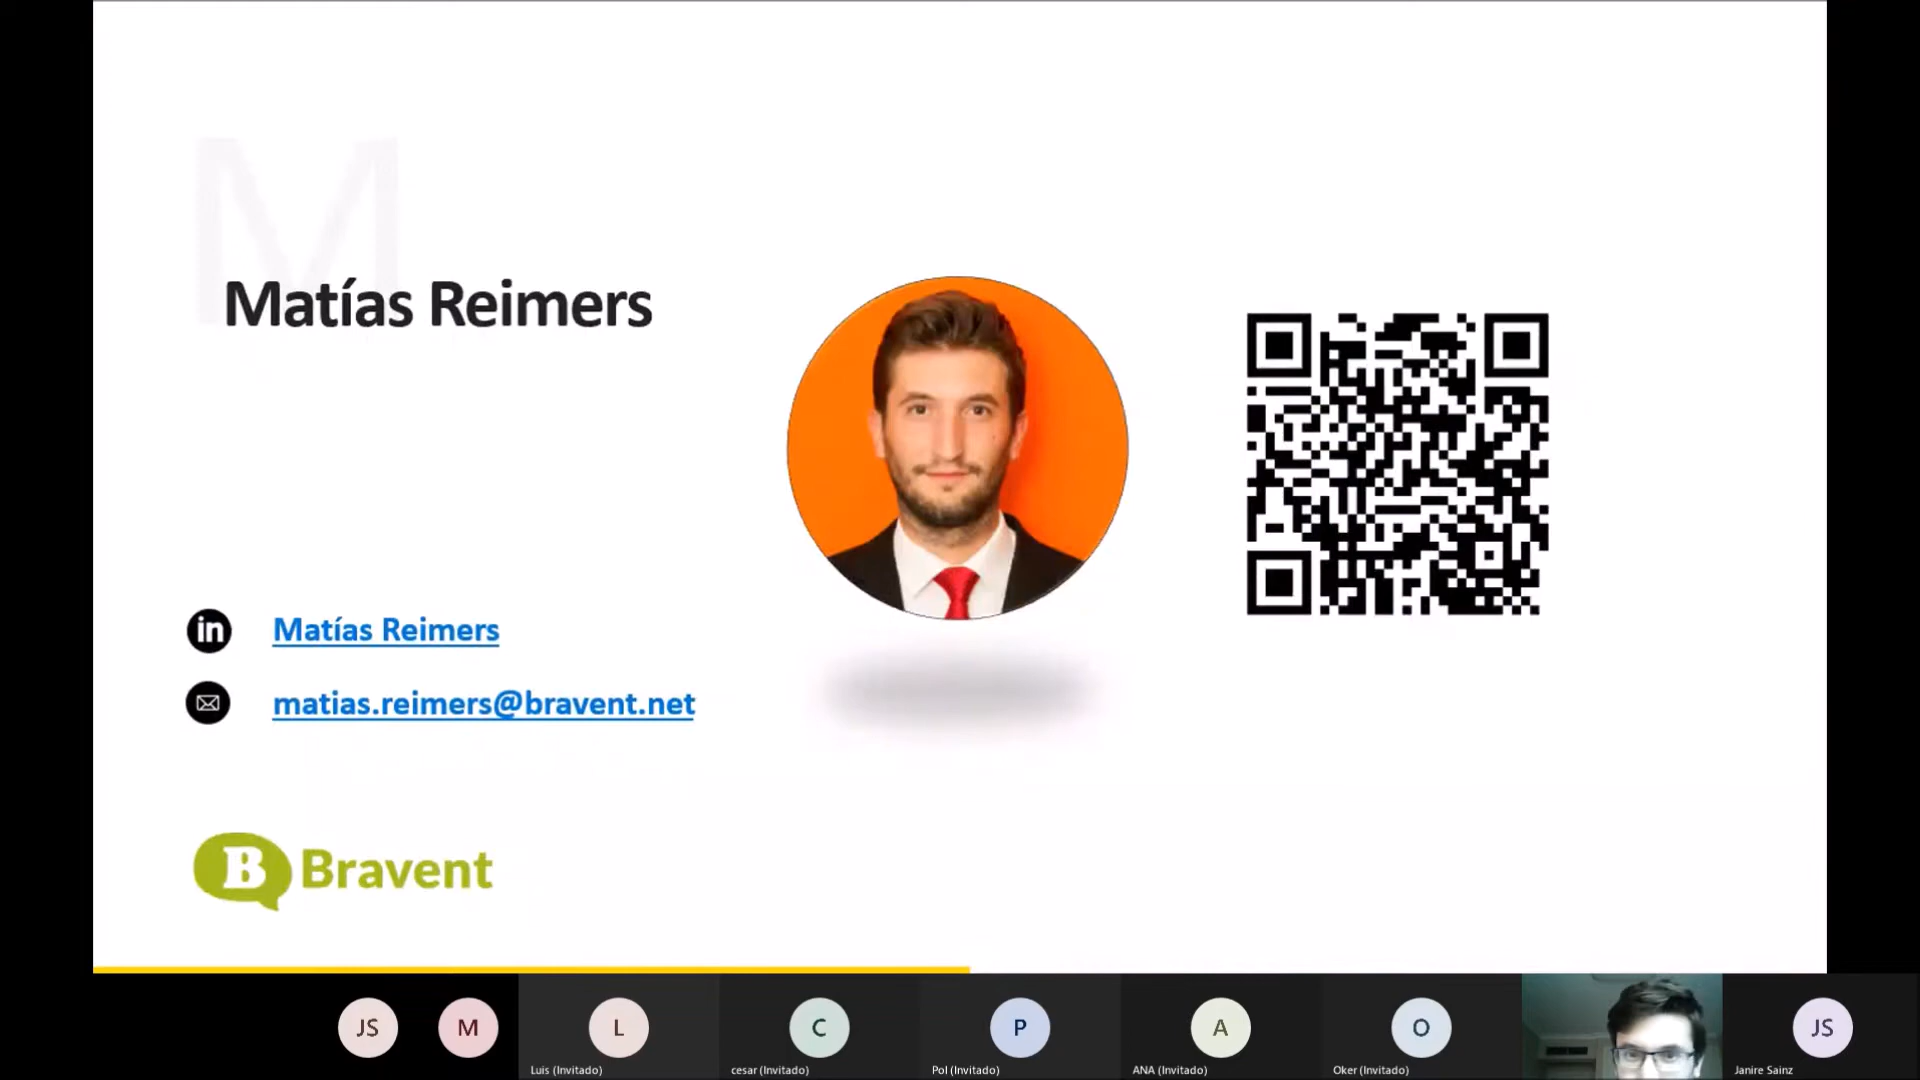 M
Matías Reimers
in
Matías Reimers
matias.reimers@bravent.net
B Bravent
JS
M
L
C
P
A
O
JS
Luis (Invitado)
cesar (Invitado)
Pol (Invitado)
ANA (Invitado)
Oker (Invitado)
Janire Sainz